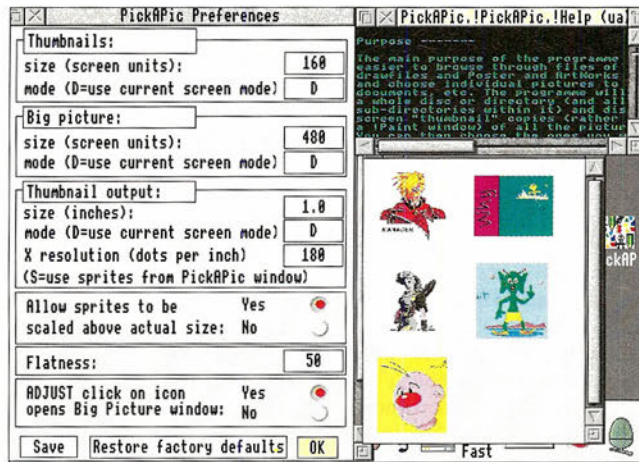 PickAPic Preferences
Thumbnails:
size (screen units): 160
mode (D=use current screen mode) D
Big picture:
size (screen units): 480
mode (D=use current screen mode) D
Thumbnail output:
size (inches): 1.0
mode (D=use current screen mode) D
X resolution (dots per inch) 180
(S=use sprites from PickAPic window)
Allow sprites to be Yes
scaled above actual size: No
Flatness: 50
ADJUST click on icon Yes
opens Big Picture window: No
Save Restore factory defaults OK
PickAPic.!PickAPic.!Help (ua
Purpose -------
The main purpose of the programme
easier to browse through files of
drawfiles and Poster and ArtWorks
and choose individual pictures to
documents, etc. The programme will
a whole disc or directory (and all
sub-directories within it) and dis
screen "thumbnail" copies (rather
a !Paint window) of all the pictur
MANAGER
ckAP
Fast